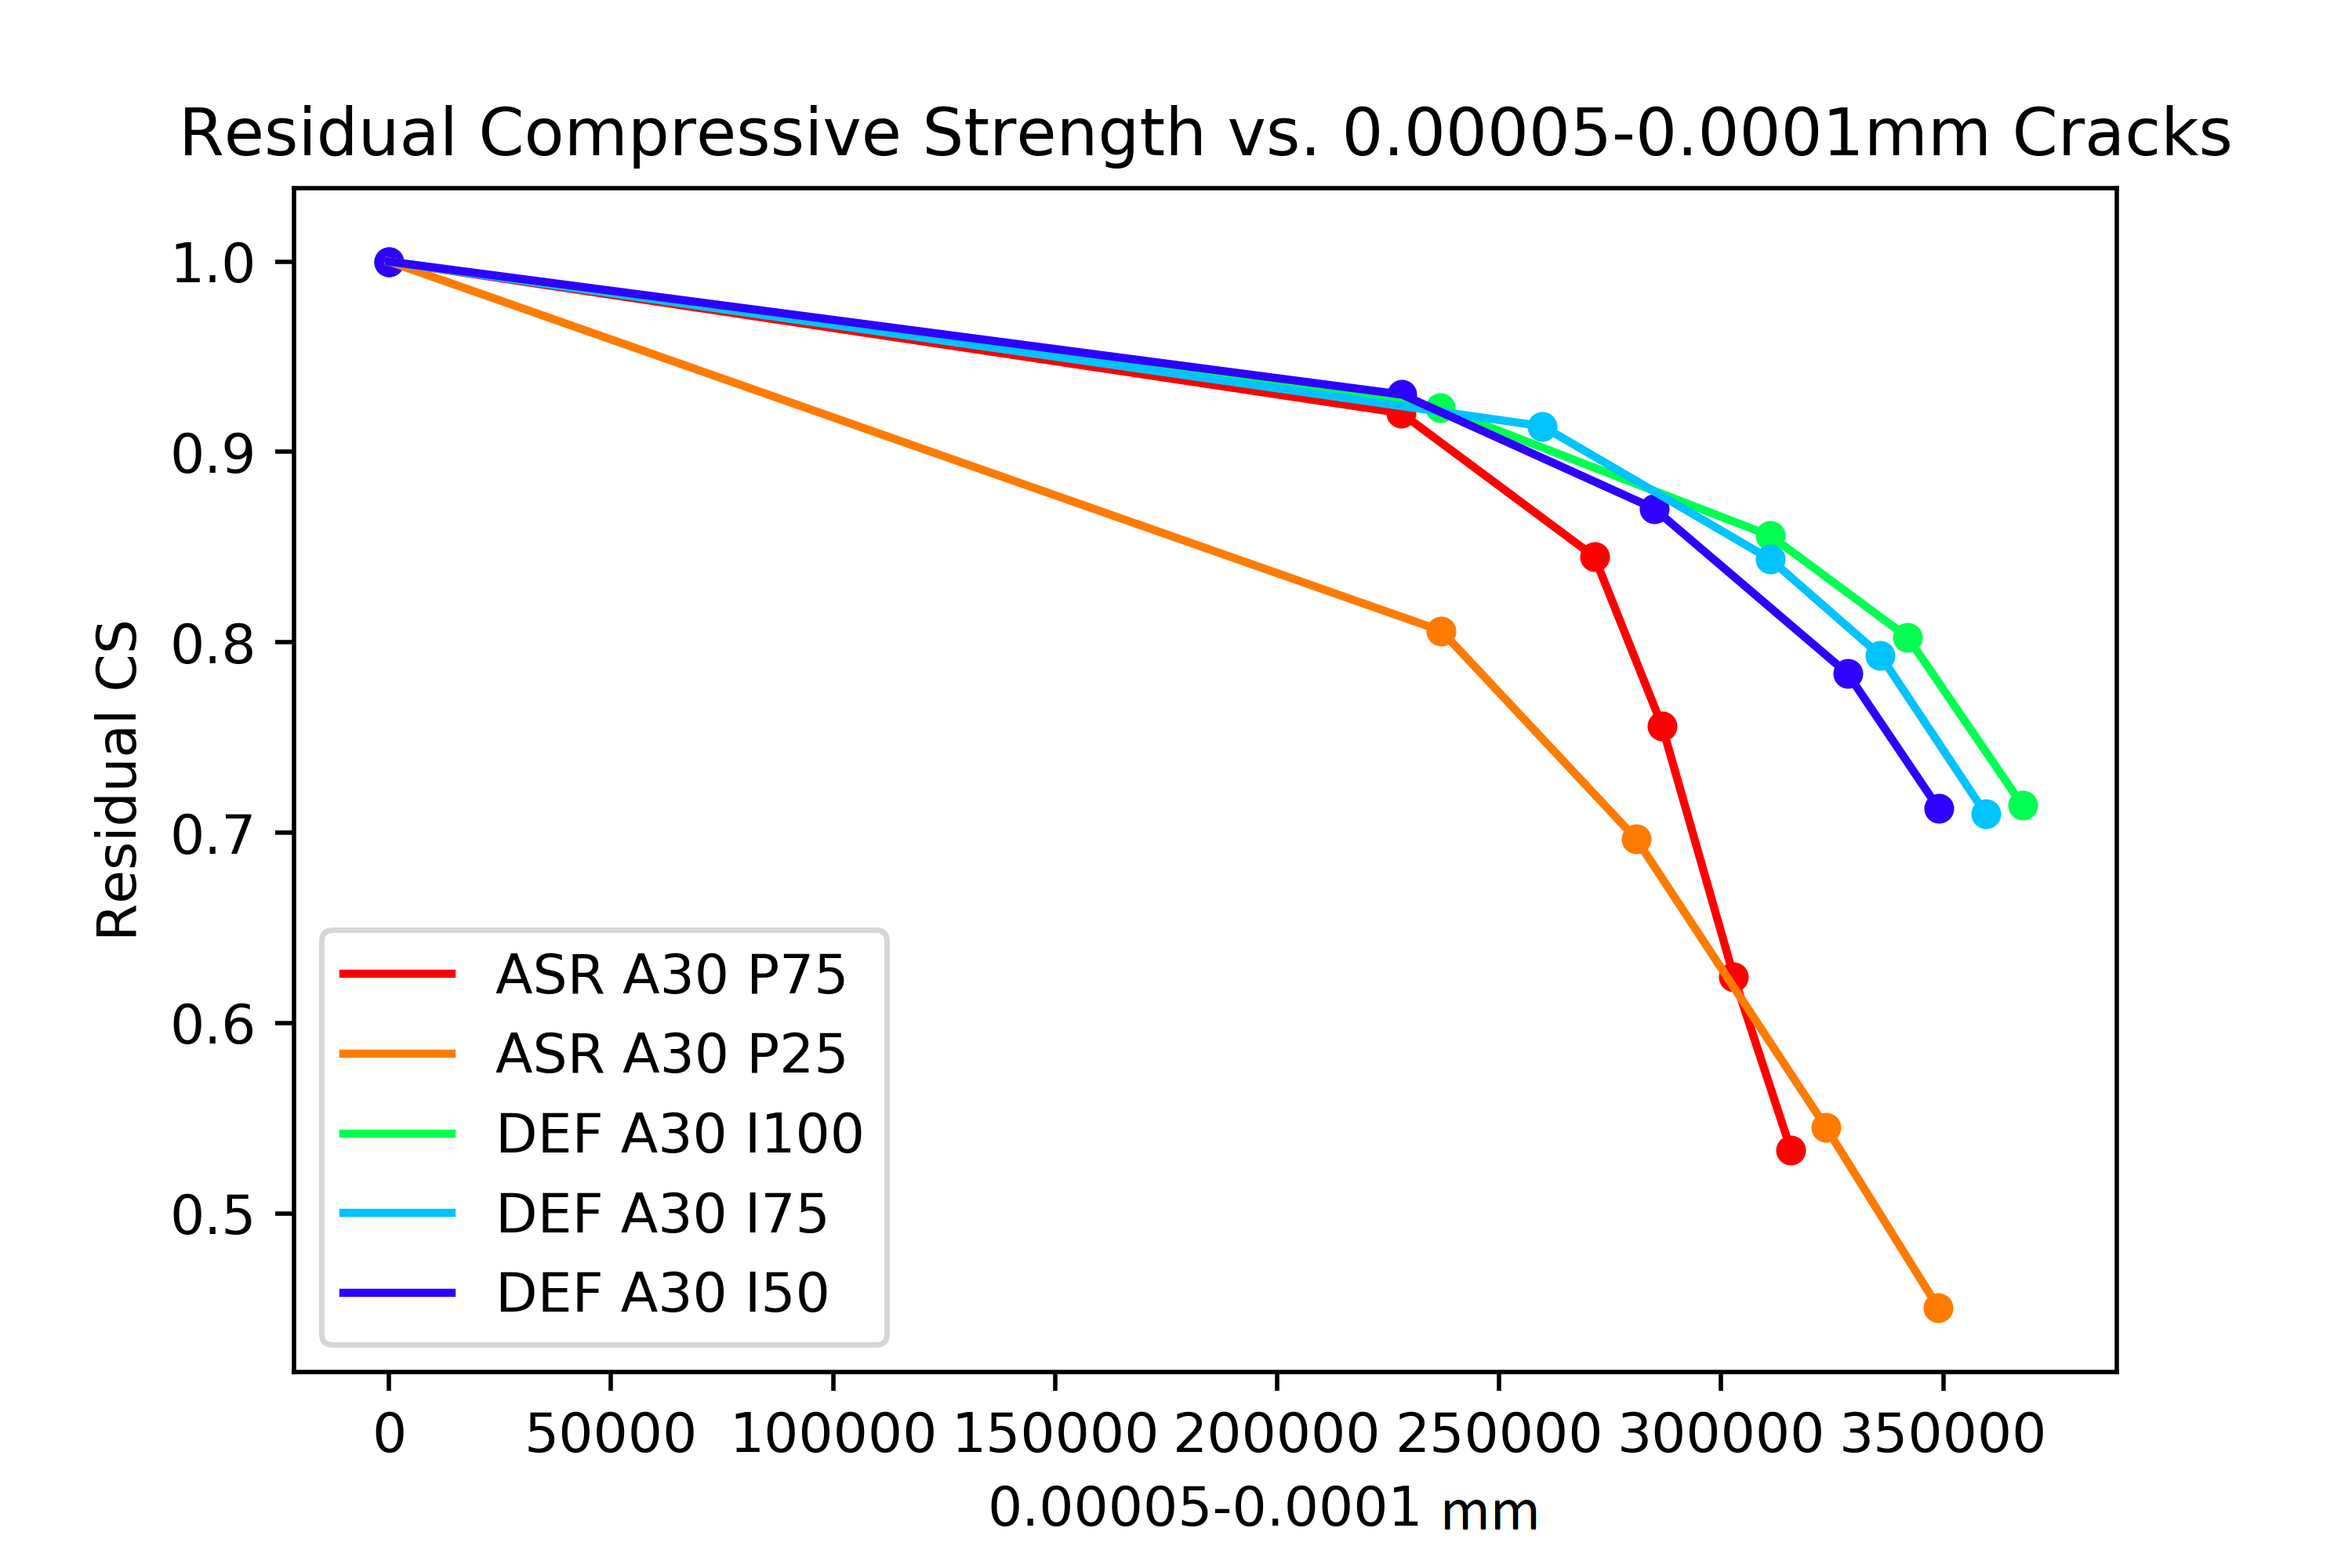 Residual Compressive Strength vs. 0.00005-0.0001mm Cracks
1.0
0.9
0.8
0.7
0.6
0.5
Residual CS
ASR A30 P75
ASR A30 P25
DEF A30 I100
DEF A30 I75
DEF A30 I50
0 50000 100000 150000 200000 250000 300000 350000
0.00005-0.0001 mm